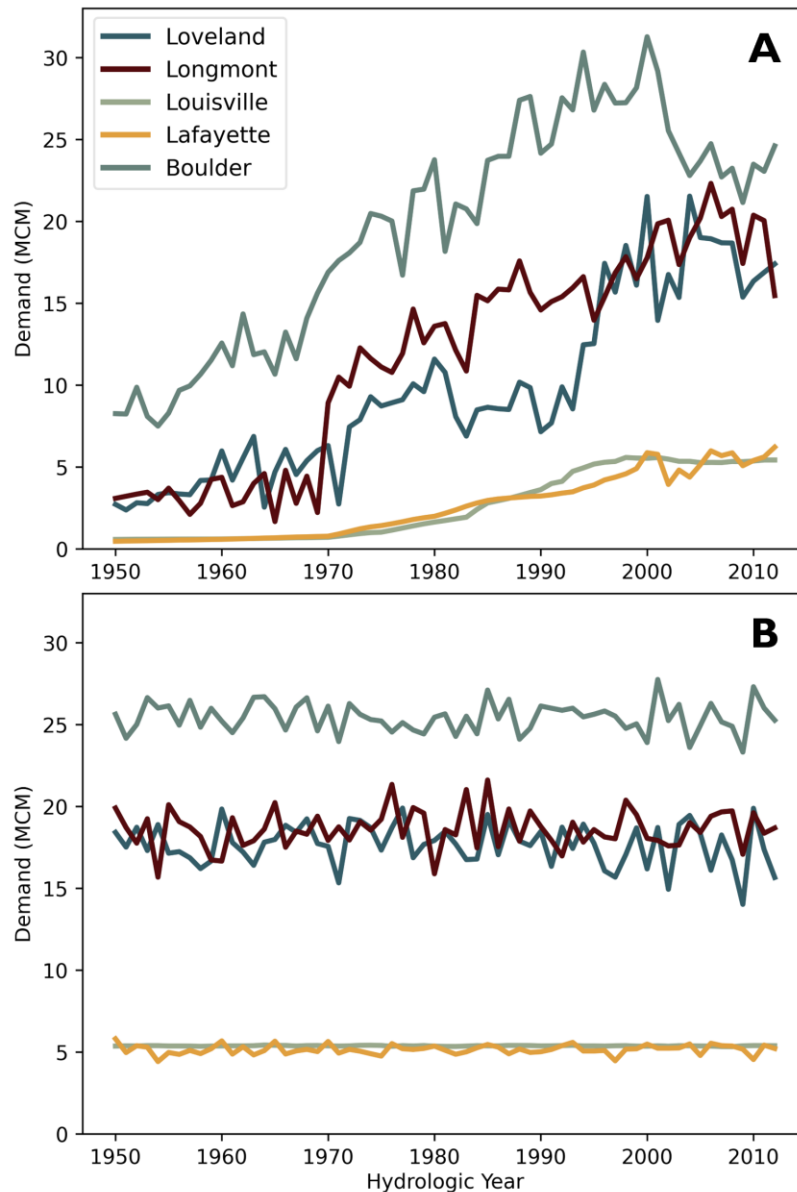 A
Loveland
Longmont
Louisville
Lafayette
Boulder
Demand (MCM)
30
25
20
15
10
5
0
1950 1960 1970 1980 1990 2000 2010
B
Demand (MCM)
30
25
20
15
10
5
0
1950 1960 1970 1980 1990 2000 2010
Hydrologic Year